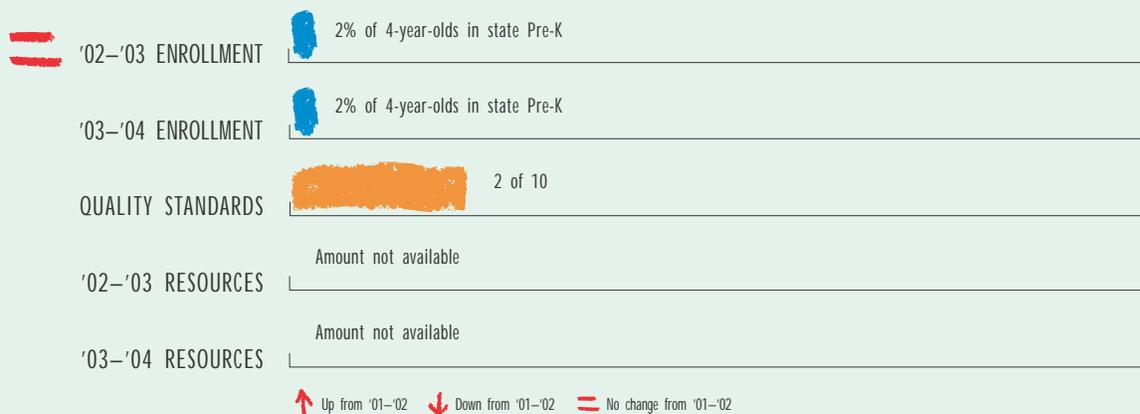 '02–'03 ENROLLMENT 2% of 4-year-olds in state Pre-K
'03–'04 ENROLLMENT 2% of 4-year-olds in state Pre-K
QUALITY STANDARDS 2 of 10
'02–'03 RESOURCES Amount not available
'03–'04 RESOURCES Amount not available
Up from '01–'02 Down from '01–'02 No change from '01–'02